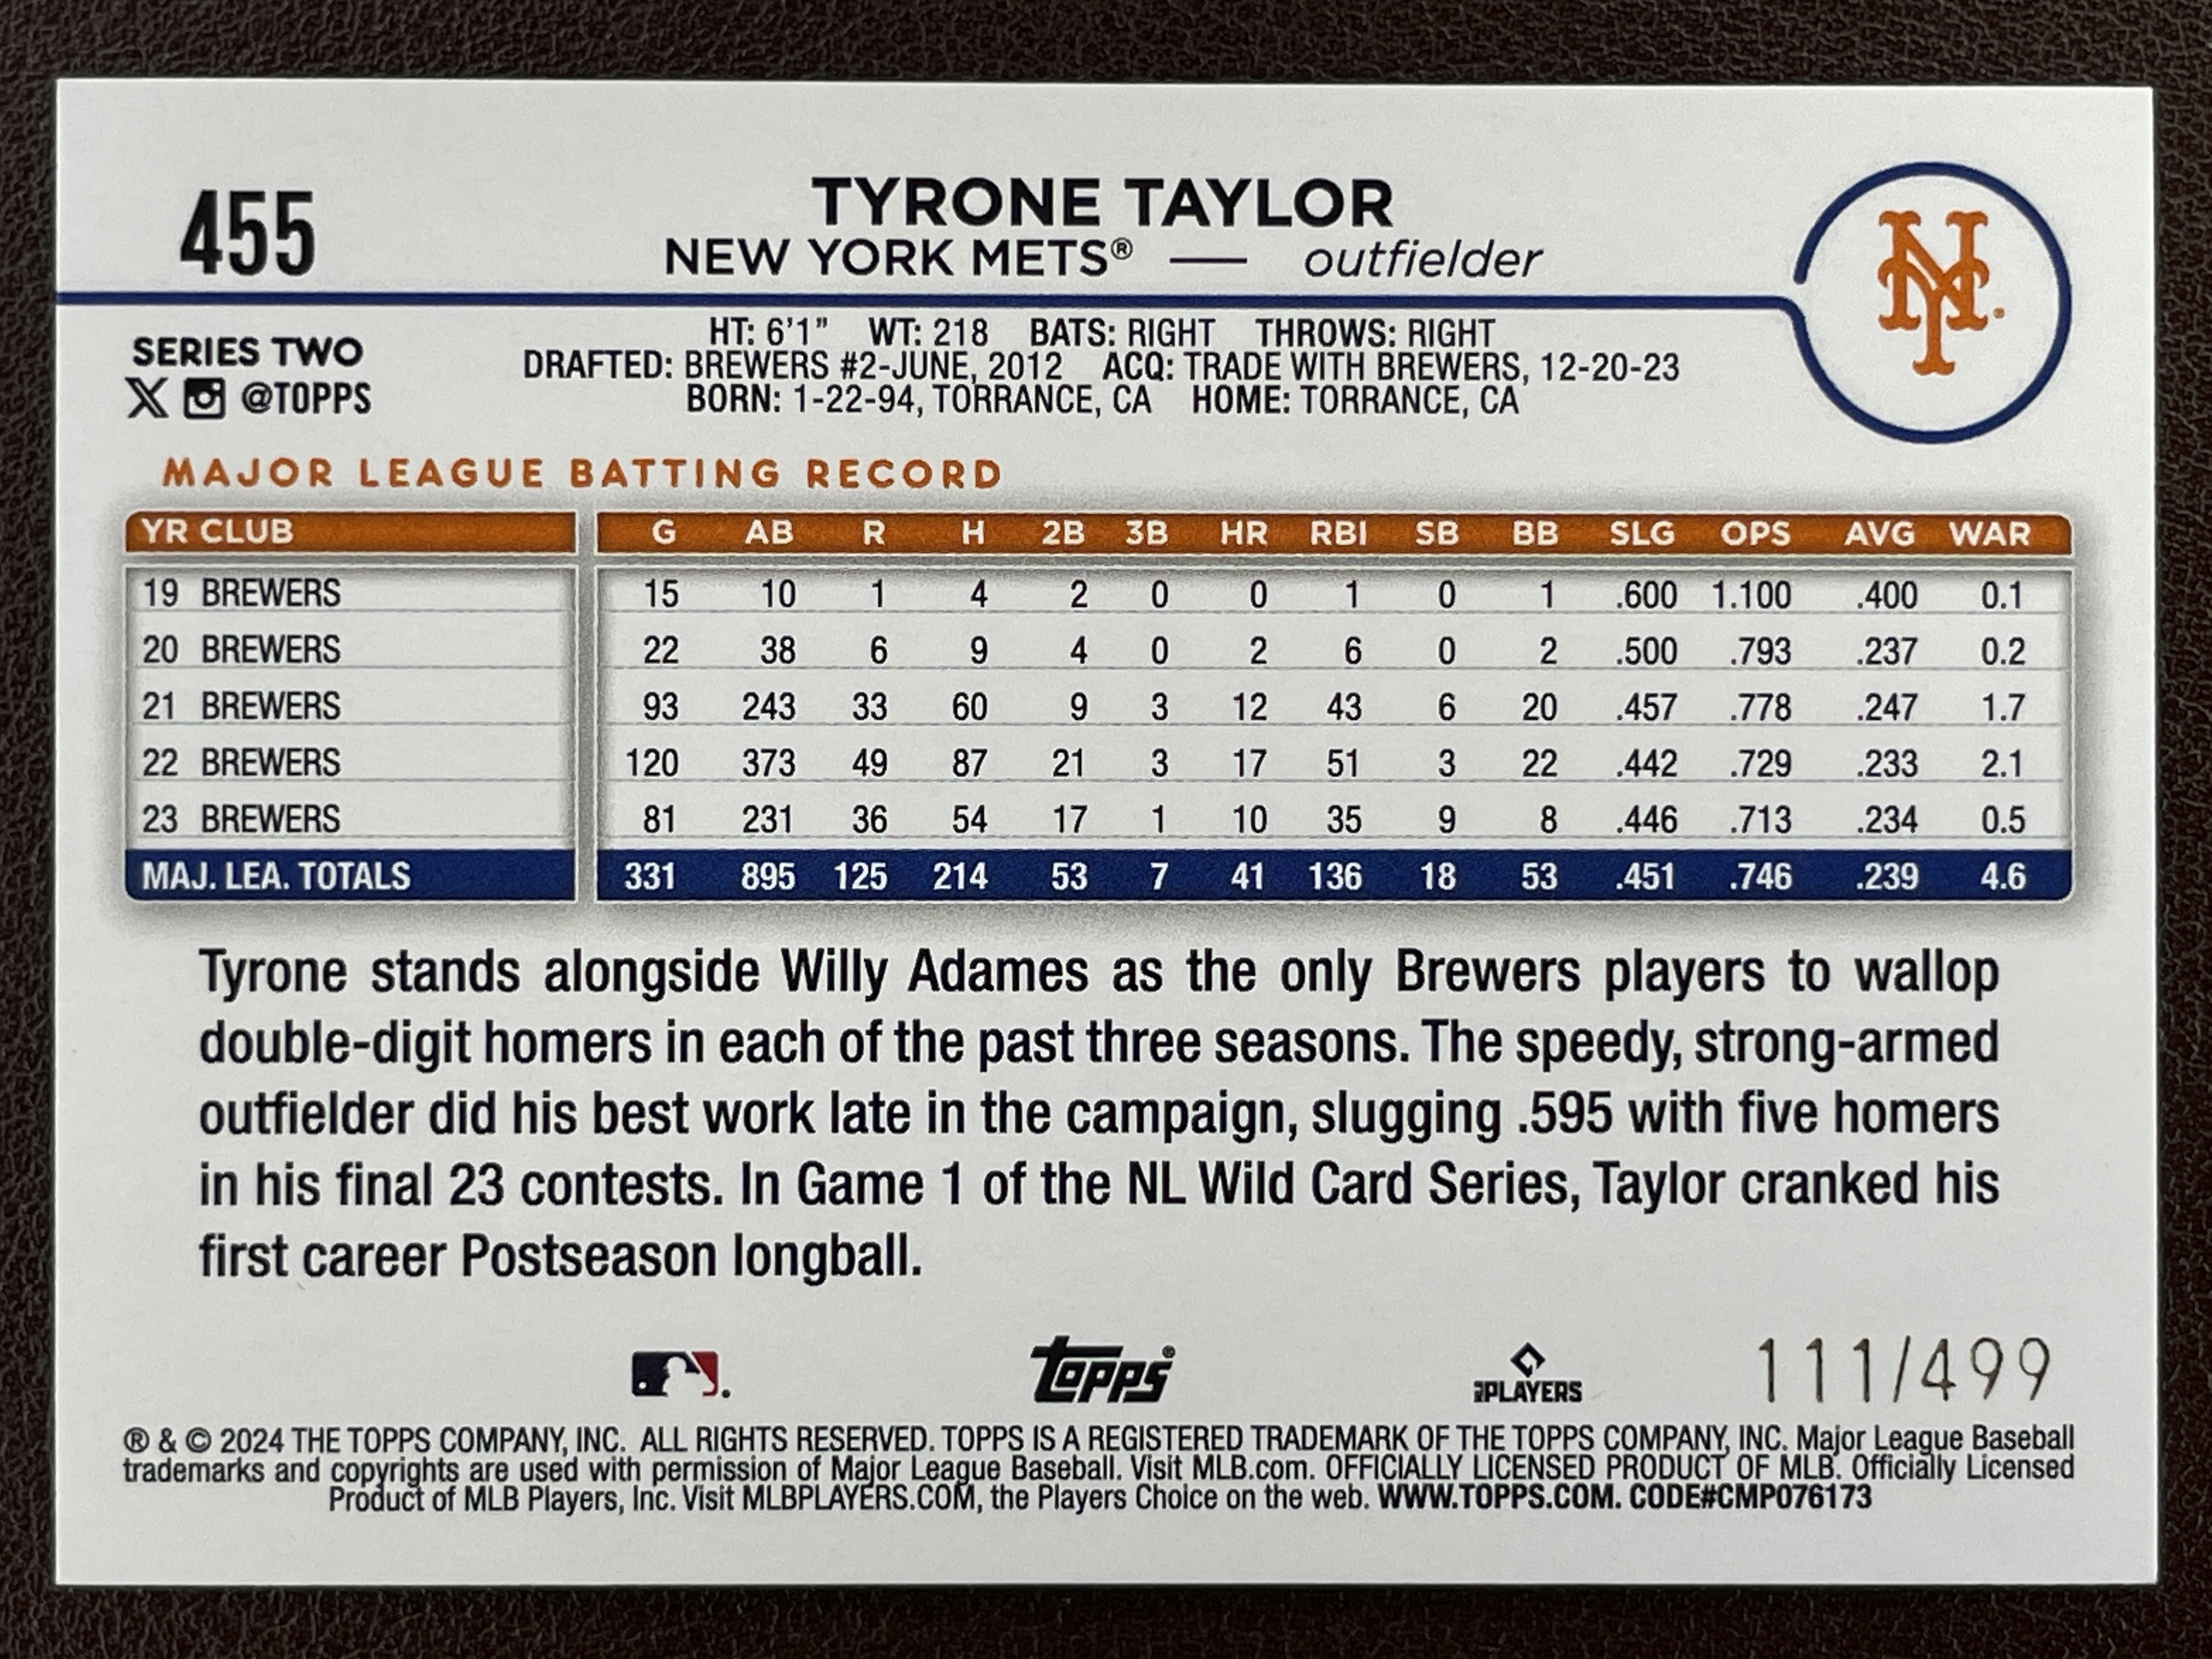 455
TYRONE TAYLOR
NEW YORK METS® — outfielder
NY
SERIES TWO
X @TOPPS
HT: 6'1” WT: 218 BATS: RIGHT THROWS: RIGHT
DRAFTED: BREWERS #2-JUNE, 2012 ACQ: TRADE WITH BREWERS, 12-20-23
BORN: 1-22-94, TORRANCE, CA HOME: TORRANCE, CA
MAJOR LEAGUE BATTING RECORD
YR CLUB G AB R H 2B 3B HR RBI SB BB SLG OPS AVG WAR
19 BREWERS 15 10 1 4 2 0 0 1 0 1 .600 1.100 .400 0.1
20 BREWERS 22 38 6 9 4 0 2 6 0 2 .500 .793 .237 0.2
21 BREWERS 93 243 33 60 9 3 12 43 6 20 .457 .778 .247 1.7
22 BREWERS 120 373 49 87 21 3 17 51 3 22 .442 .729 .233 2.1
23 BREWERS 81 231 36 54 17 1 10 35 9 8 .446 .713 .234 0.5
MAJ. LEA. TOTALS 331 895 125 214 53 7 41 136 18 53 .451 .746 .239 4.6
Tyrone stands alongside Willy Adames as the only Brewers players to wallop
double-digit homers in each of the past three seasons. The speedy, strong-armed
outfielder did his best work late in the campaign, slugging .595 with five homers
in his final 23 contests. In Game 1 of the NL Wild Card Series, Taylor cranked his
first career Postseason longball.
Topps®
PLAYERS
111/499
® & © 2024 THE TOPPS COMPANY, INC. ALL RIGHTS RESERVED. TOPPS IS A REGISTERED TRADEMARK OF THE TOPPS COMPANY, INC. Major League Baseball
trademarks and copyrights are used with permission of Major League Baseball. Visit MLB.com. OFFICIALLY LICENSED PRODUCT OF MLB. Officially Licensed
Product of MLB Players, Inc. Visit MLBPLAYERS.COM, the Players Choice on the web. WWW.TOPPS.COM. CODE#CMP076173